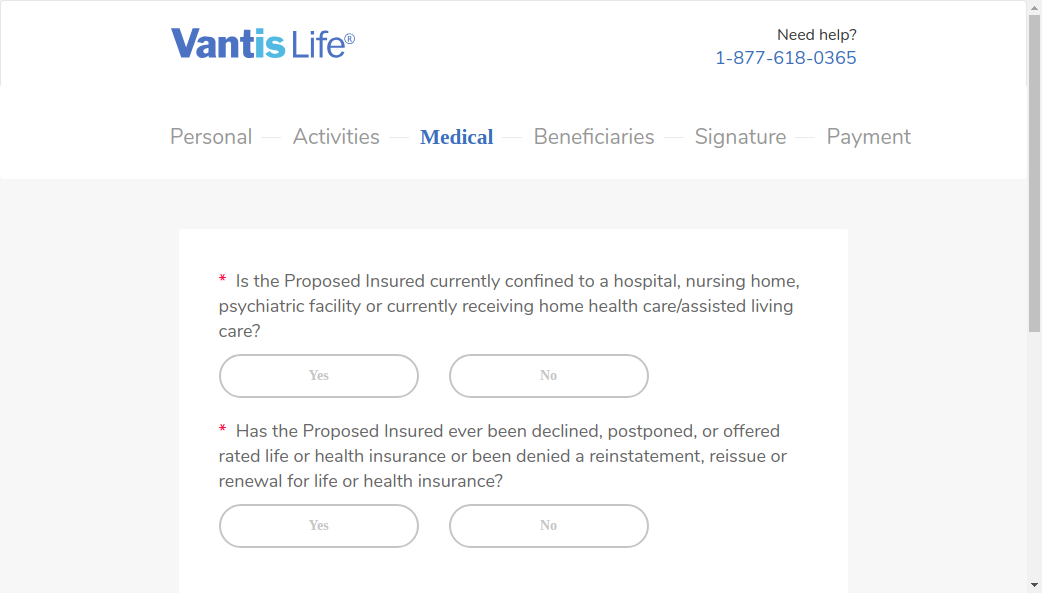 Vantis Life®
Need help?
1-877-618-0365
Personal
Activities
Medical
Beneficiaries
Signature
Payment
* Is the Proposed Insured currently confined to a hospital, nursing home,
psychiatric facility or currently receiving home health care/assisted living
care?
Yes
No
* Has the Proposed Insured ever been declined, postponed, or offered
rated life or health insurance or been denied a reinstatement, reissue or
renewal for life or health insurance?
Yes
No